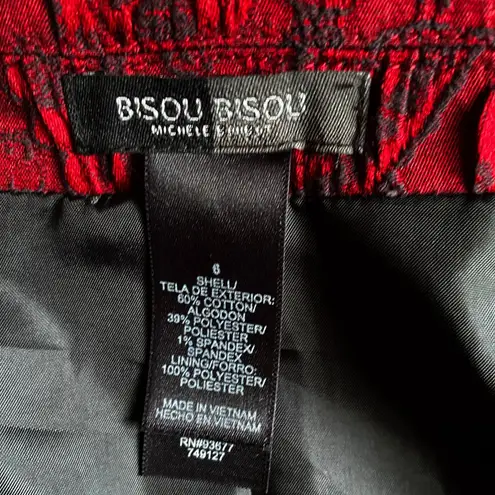 BISOU BISOU
MICHELE
6
SHELL/
TELA DE EXTERIOR:
60% COTTON/
ALGODON
39% POLYESTER/
POLIESTER
1% SPANDEX/
SPANDEX
LINING/FORRO:
100% POLYESTER/
POLIESTER
MADE IN VIETNAM
HECHO EN VIETNAM
RN#93677
749127